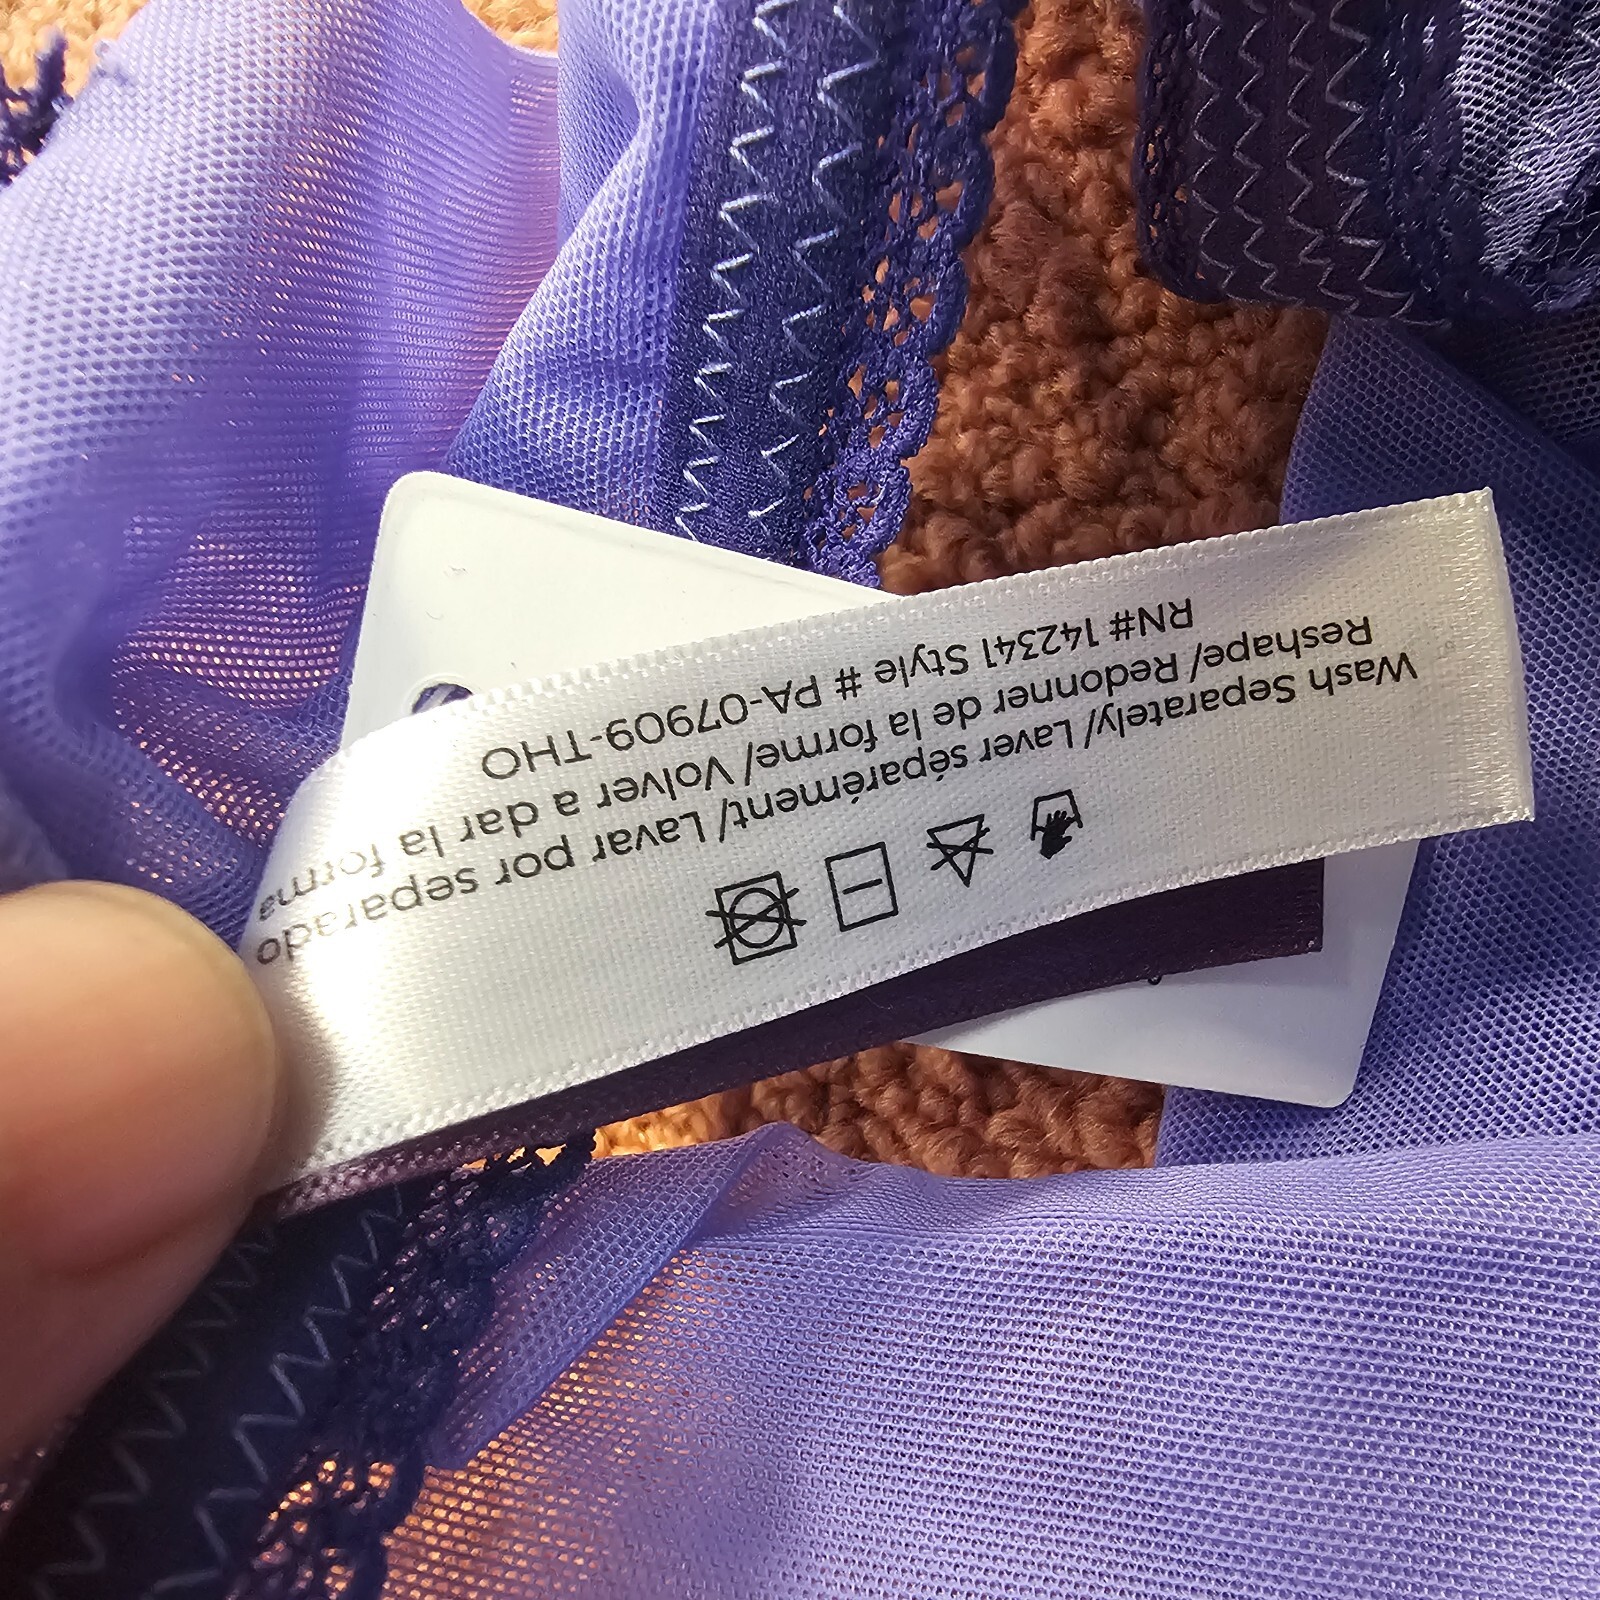 Wash Separately/ Laver séparément/ Lavar por separado
Reshape/ Redonner de la forme/ Volver a dar la forma
RN# 142341 Style # PA-07909-THO